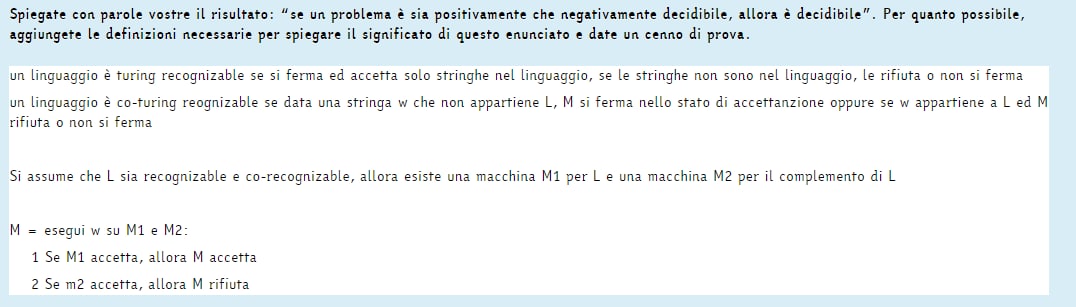 Spiegate con parole vostre il risultato: “se un problema è sia positivamente che negativamente decidibile, allora è decidibile”. Per quanto possibile,
aggiungete le definizioni necessarie per spiegare il significato di questo enunciato e date un cenno di prova.
un linguaggio è turing recognizable se si ferma ed accetta solo stringhe nel linguaggio, se le stringhe non sono nel linguaggio, le rifiuta o non si ferma
un linguaggio è co-turing reognizable se data una stringa w che non appartiene L, M si ferma nello stato di accettanzione oppure se w appartiene a L ed M
rifiuta o non si ferma
Si assume che L sia recognizable e co-recognizable, allora esiste una macchina M1 per L e una macchina M2 per il complemento di L
M = esegui w su M1 e M2:
1 Se M1 accetta, allora M accetta
2 Se m2 accetta, allora M rifiuta